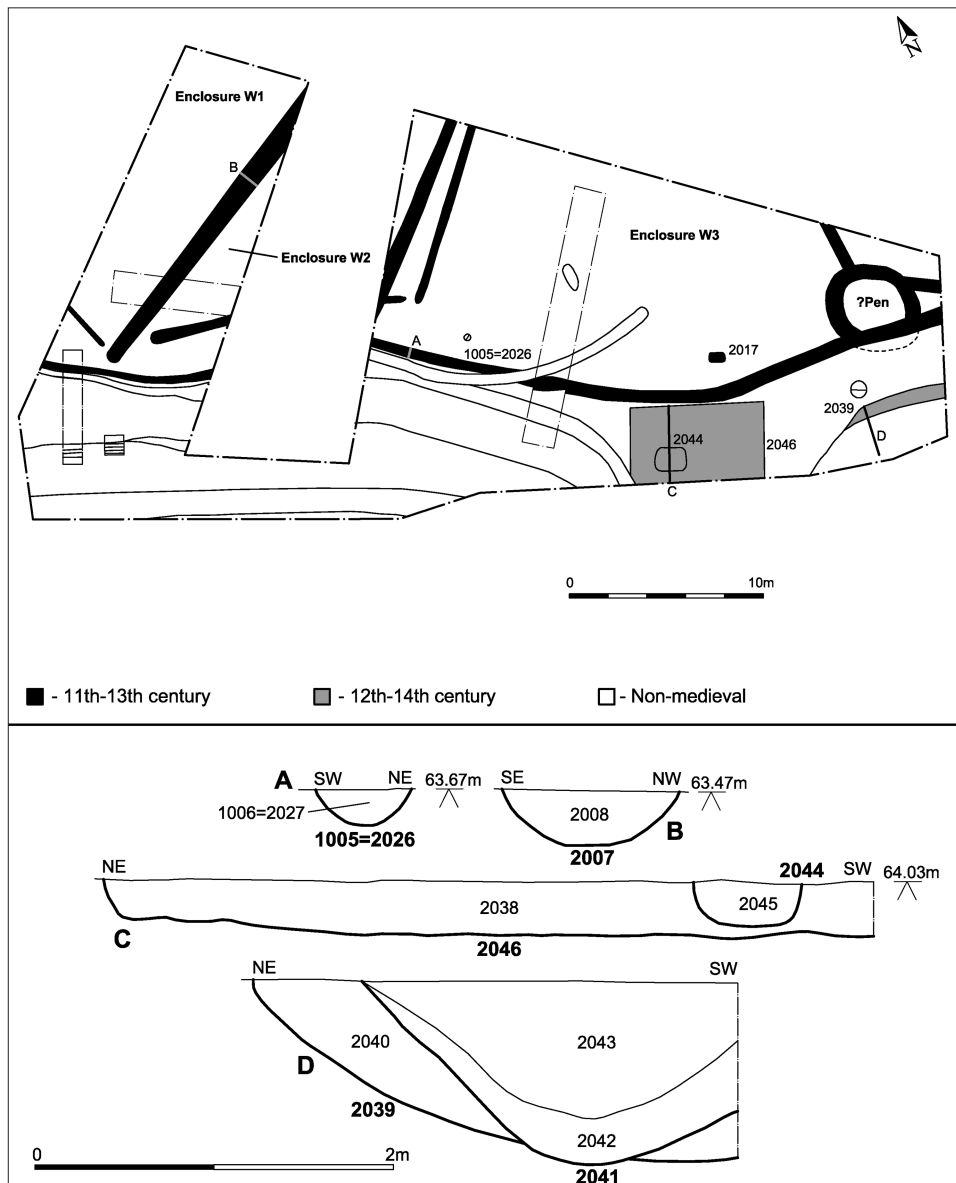 N
Enclosure W1
B
Enclosure W3
Enclosure W2
?Pen
A
1005=2026
2017
2039
2044
2046
D
C
0 10m
- 11th-13th century - 12th-14th century - Non-medieval
A SW NE 63.67m SE NW 63.47m
1006=2027 2008
1005=2026 B
2007
NE 2044 SW 64.03m
2038 2045
C 2046
NE SW
2040 2043
D
2039
2042
0 2m
2041